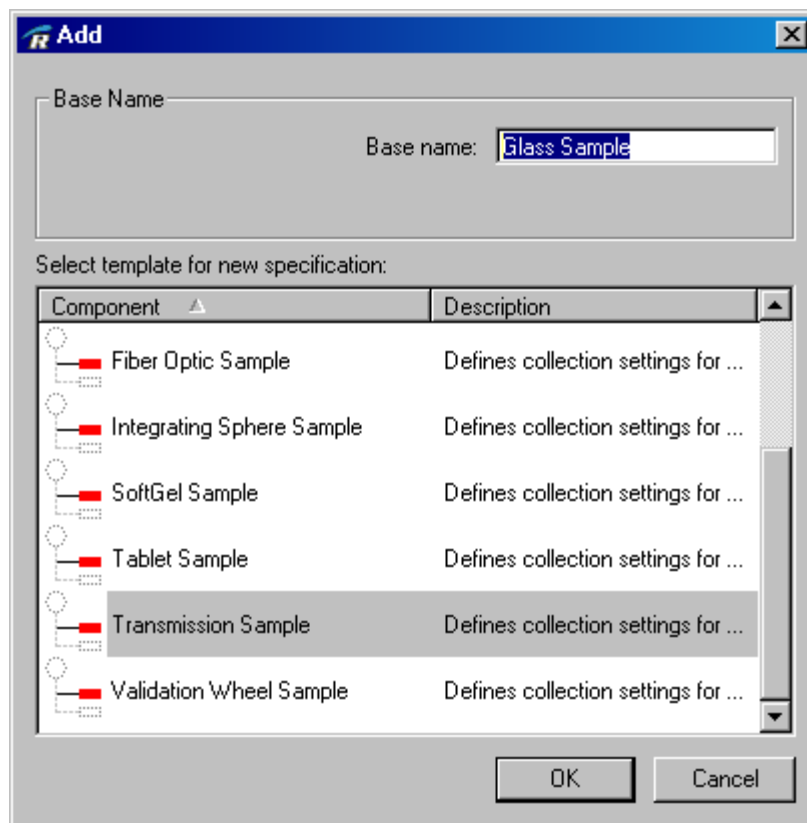 Add
Base Name
Base name: Glass Sample
Select template for new specification:
Component Description
Fiber Optic Sample Defines collection settings for ...
Integrating Sphere Sample Defines collection settings for ...
SoftGel Sample Defines collection settings for ...
Tablet Sample Defines collection settings for ...
Transmission Sample Defines collection settings for ...
Validation Wheel Sample Defines collection settings for ...
OK Cancel